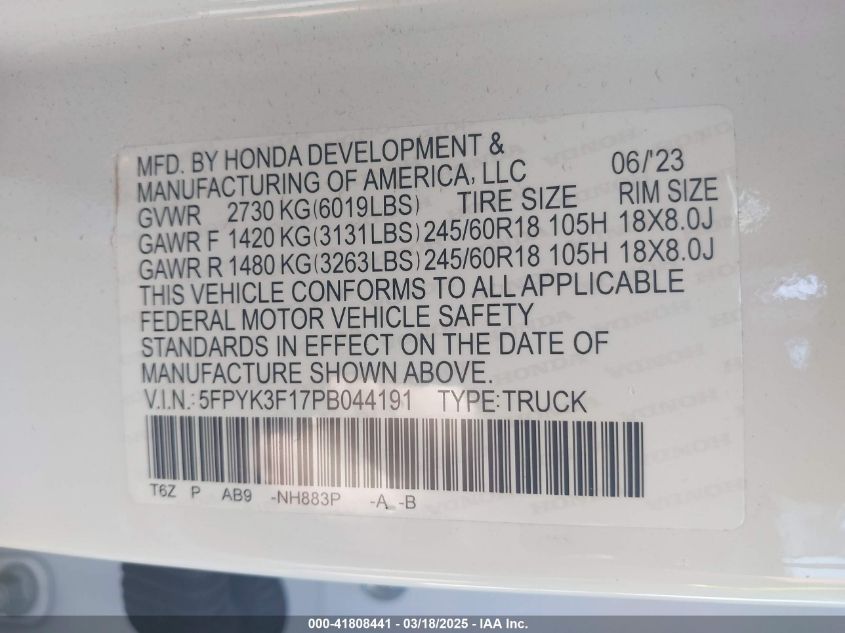 MFD. BY HONDA DEVELOPMENT & 06/'23
MANUFACTURING OF AMERICA, LLC
GVWR 2730 KG(6019LBS) TIRE SIZE RIM SIZE
GAWR F 1420 KG(3131LBS) 245/60R18 105H 18X8.0J
GAWR R 1480 KG(3263LBS) 245/60R18 105H 18X8.0J
THIS VEHICLE CONFORMS TO ALL APPLICABLE
FEDERAL MOTOR VEHICLE SAFETY
STANDARDS IN EFFECT ON THE DATE OF
MANUFACTURE SHOWN ABOVE.
V.I.N.: 5FPYK3F17PB044191 TYPE: TRUCK
T6Z P AB9 -NH883P -A -B
000-41808441 - 03/18/2025 - IAA Inc.